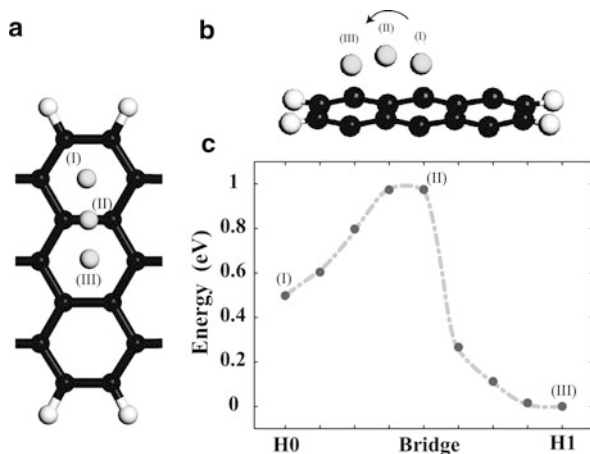 a
(I)
(II)
(III)
b
(III)
(II)
(I)
c
Energy (eV)
1
0.8
0.6
0.4
0.2
0
(I)
(II)
(III)
H0 Bridge H1